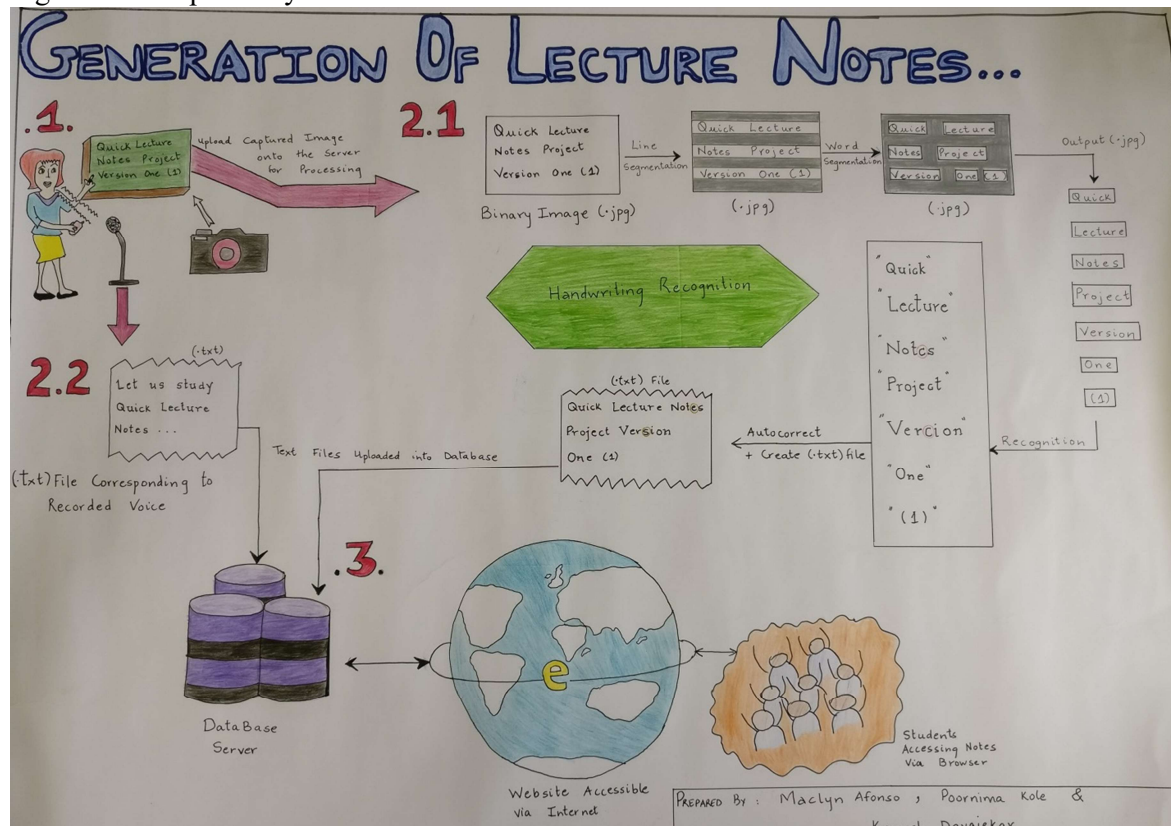 GENERATION OF LECTURE NOTES...
.1.
Quick Lecture
Notes Project
Version One (1)
Upload Captured Image
onto the Server
for Processing
2.1
Quick Lecture
Notes Project
Version One (1)
Binary Image (.jpg)
Line
Segmentation
Quick Lecture
Notes Project
Version One (1)
(.jpg)
Word
Segmentation
Quick Lecture
Notes Project
Version One (1)
(.jpg)
Output (.jpg)
Quick
Lecture
Notes
Project
Version
One
(1)
Recognition
"Quick"
"Lecture"
"Notes"
"Project"
"Vercion"
"One"
"(1)"
Handwriting Recognition
Autocorrect
+ Create (.txt) file
(.txt) File
Quick Lecture Notes
Project Version
One (1)
2.2
(.txt)
Let us study
Quick Lecture
Notes ...
(.txt) File Corresponding to
Recorded Voice
Text Files Uploaded into Database
.3.
DataBase
Server
e
Website Accessible
via Internet
Students
Accessing Notes
Via Browser
PREPARED BY : Maclyn Afonso , Poornima Kole &